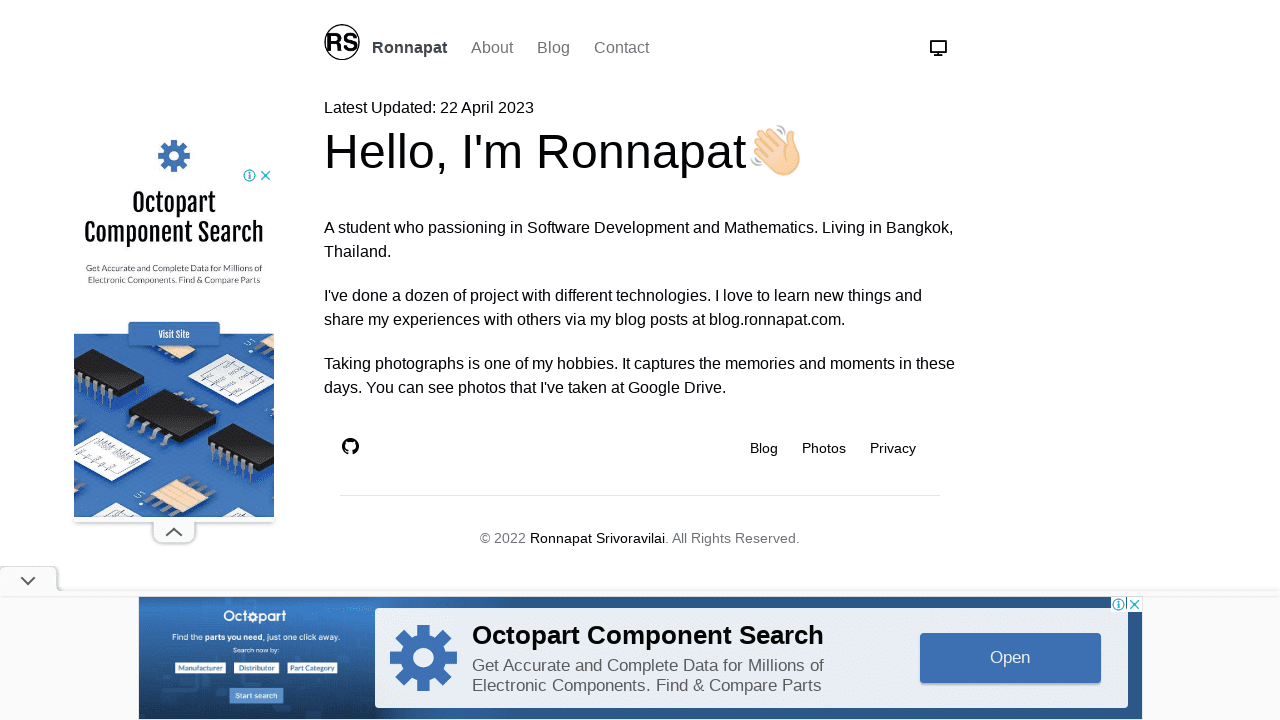 RS Ronnapat About Blog Contact
Latest Updated: 22 April 2023
Hello, I'm Ronnapat👋🏻
A student who passioning in Software Development and Mathematics. Living in Bangkok,
Thailand.
I've done a dozen of project with different technologies. I love to learn new things and
share my experiences with others via my blog posts at blog.ronnapat.com.
Taking photographs is one of my hobbies. It captures the memories and moments in these
days. You can see photos that I've taken at Google Drive.
Blog Photos Privacy
© 2022 Ronnapat Srivoravilai. All Rights Reserved.
Octopart
Component Search
Get Accurate and Complete Data for Millions of
Electronic Components. Find & Compare Parts
Visit Site
U1
U1
Octopart
Find the parts you need, just one click away.
Search now by:
Manufacturer Distributor Part Category
Start search
Octopart Component Search
Get Accurate and Complete Data for Millions of
Electronic Components. Find & Compare Parts
Open